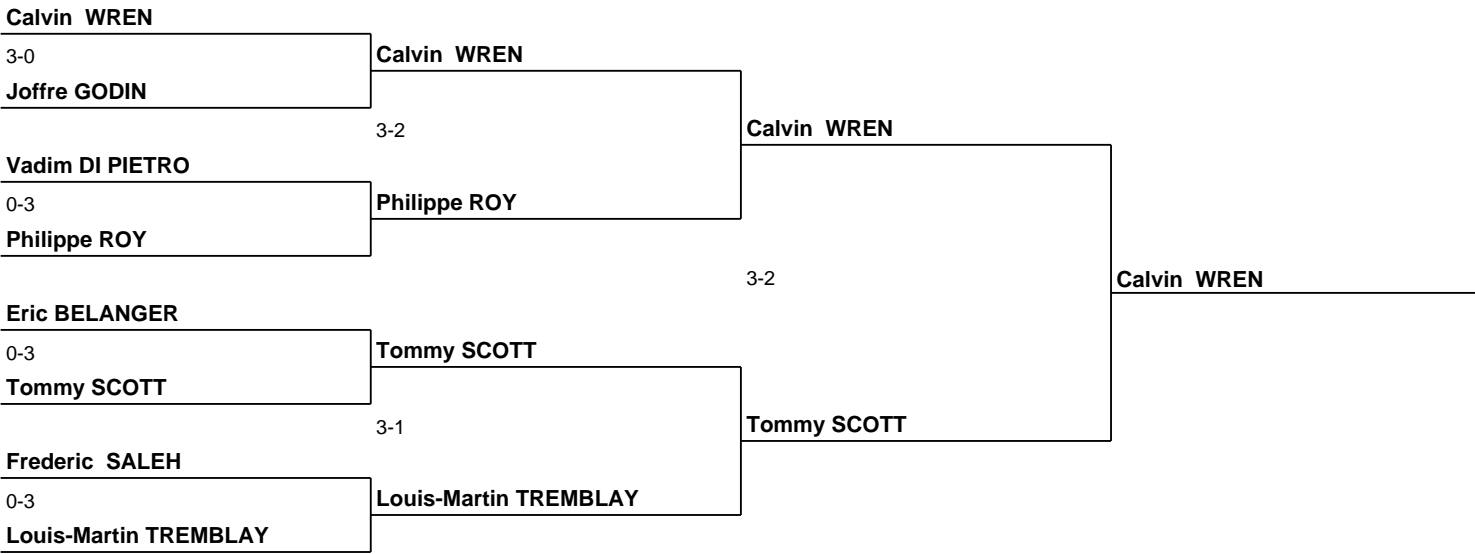 Calvin  WREN
3-0
Calvin  WREN
Joffre GODIN
3-2
Calvin  WREN
Vadim DI PIETRO
0-3
Philippe ROY
Philippe ROY
3-2
Calvin  WREN
Eric BELANGER
0-3
Tommy SCOTT
Tommy SCOTT
3-1
Tommy SCOTT
Frederic  SALEH
0-3
Louis-Martin TREMBLAY
Louis-Martin TREMBLAY